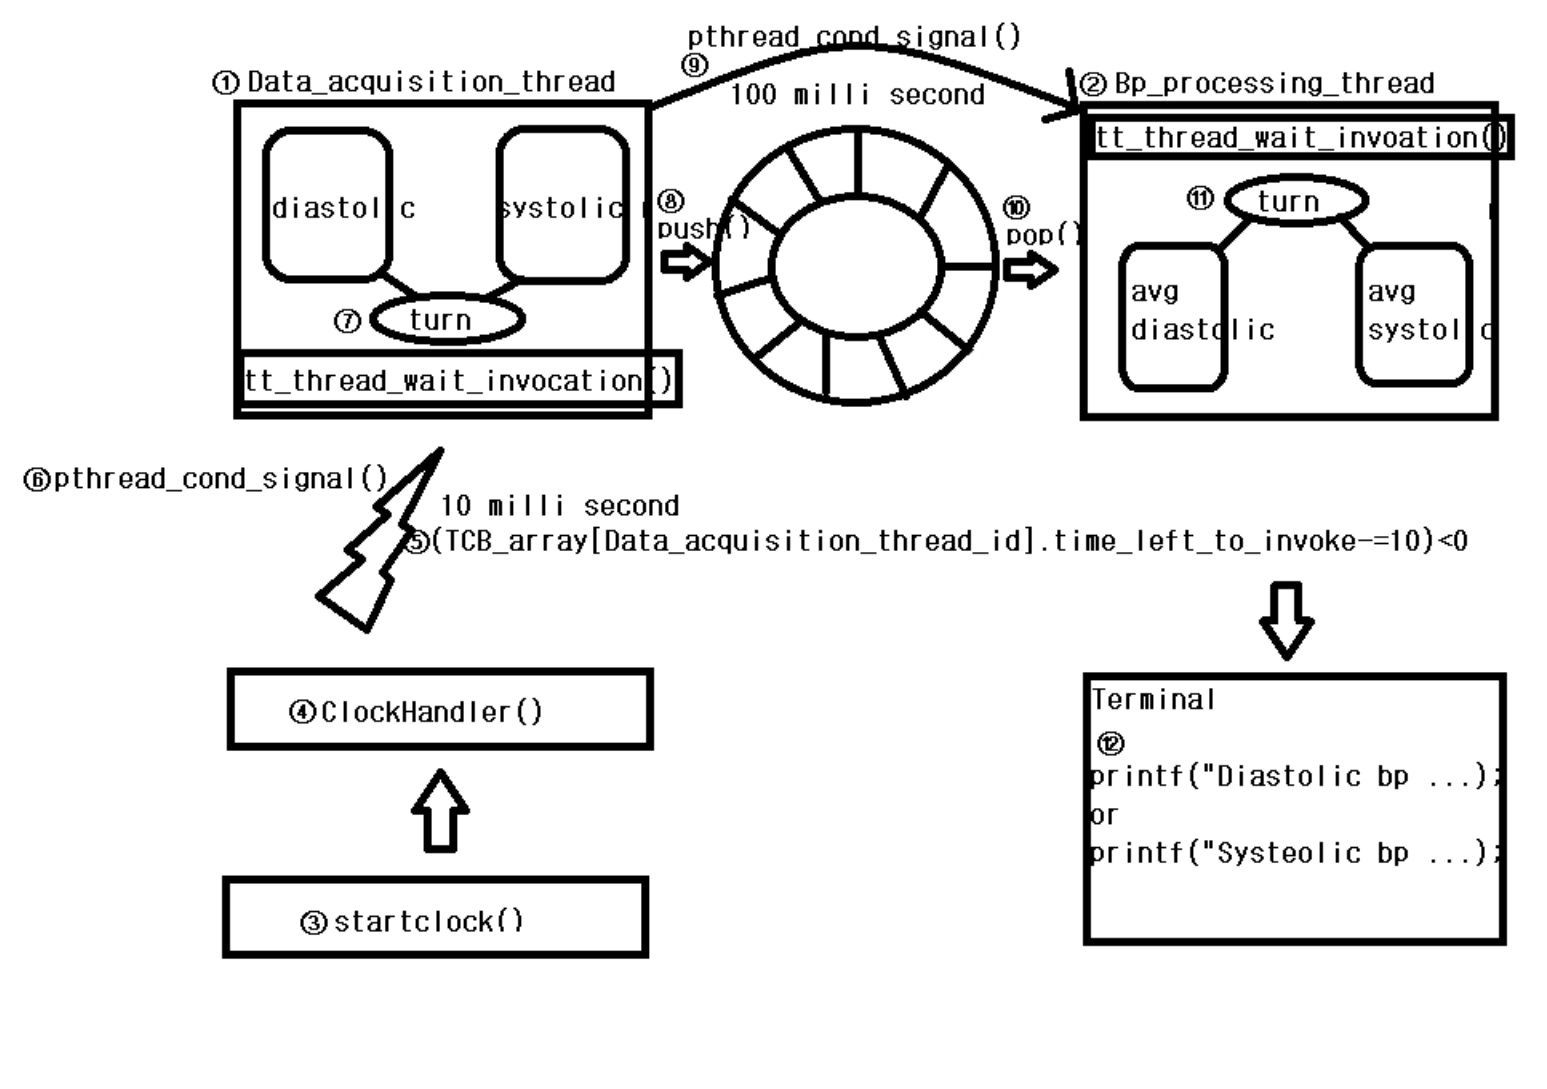 pthread_cond_signal()
⑨
100 milli second
① Data_acquisition_thread
② Bp_processing_thread
tt_thread_wait_invoation()
diastolic
systolic
⑧
push()
⑩
pop()
⑪ turn
⑦ turn
avg
diastolic
avg
systolic
tt_thread_wait_invocation()
⑥pthread_cond_signal()
10 milli second
⑤(TCB_array[Data_acquisition_thread_id].time_left_to_invoke-=10)<0
④ClockHandler()
③startclock()
Terminal
⑫
printf("Diastolic bp ...);
or
printf("Systeolic bp ...);